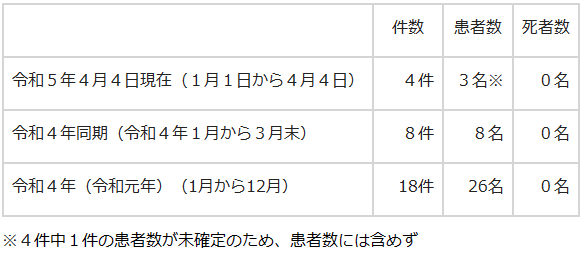 件数 患者数 死者数
令和５年４月４日現在（１月１日から４月４日） ４件 ３名※ ０名
令和４年同期（令和４年１月から３月末） ８件 ８名 ０名
令和４年（令和元年）（1月から12月） 18件 26名 ０名
※４件中１件の患者数が未確定のため、患者数には含めず